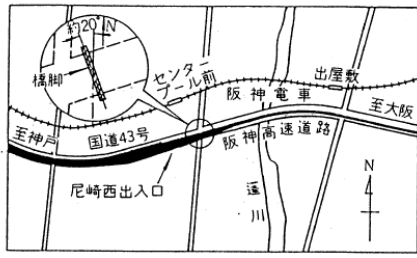 約20°
N
橋脚
センター
プール前
出屋敷
阪神電車
至大阪
至神戸
国道43号
阪神高速道路
尼崎西出入口
蓬川
N